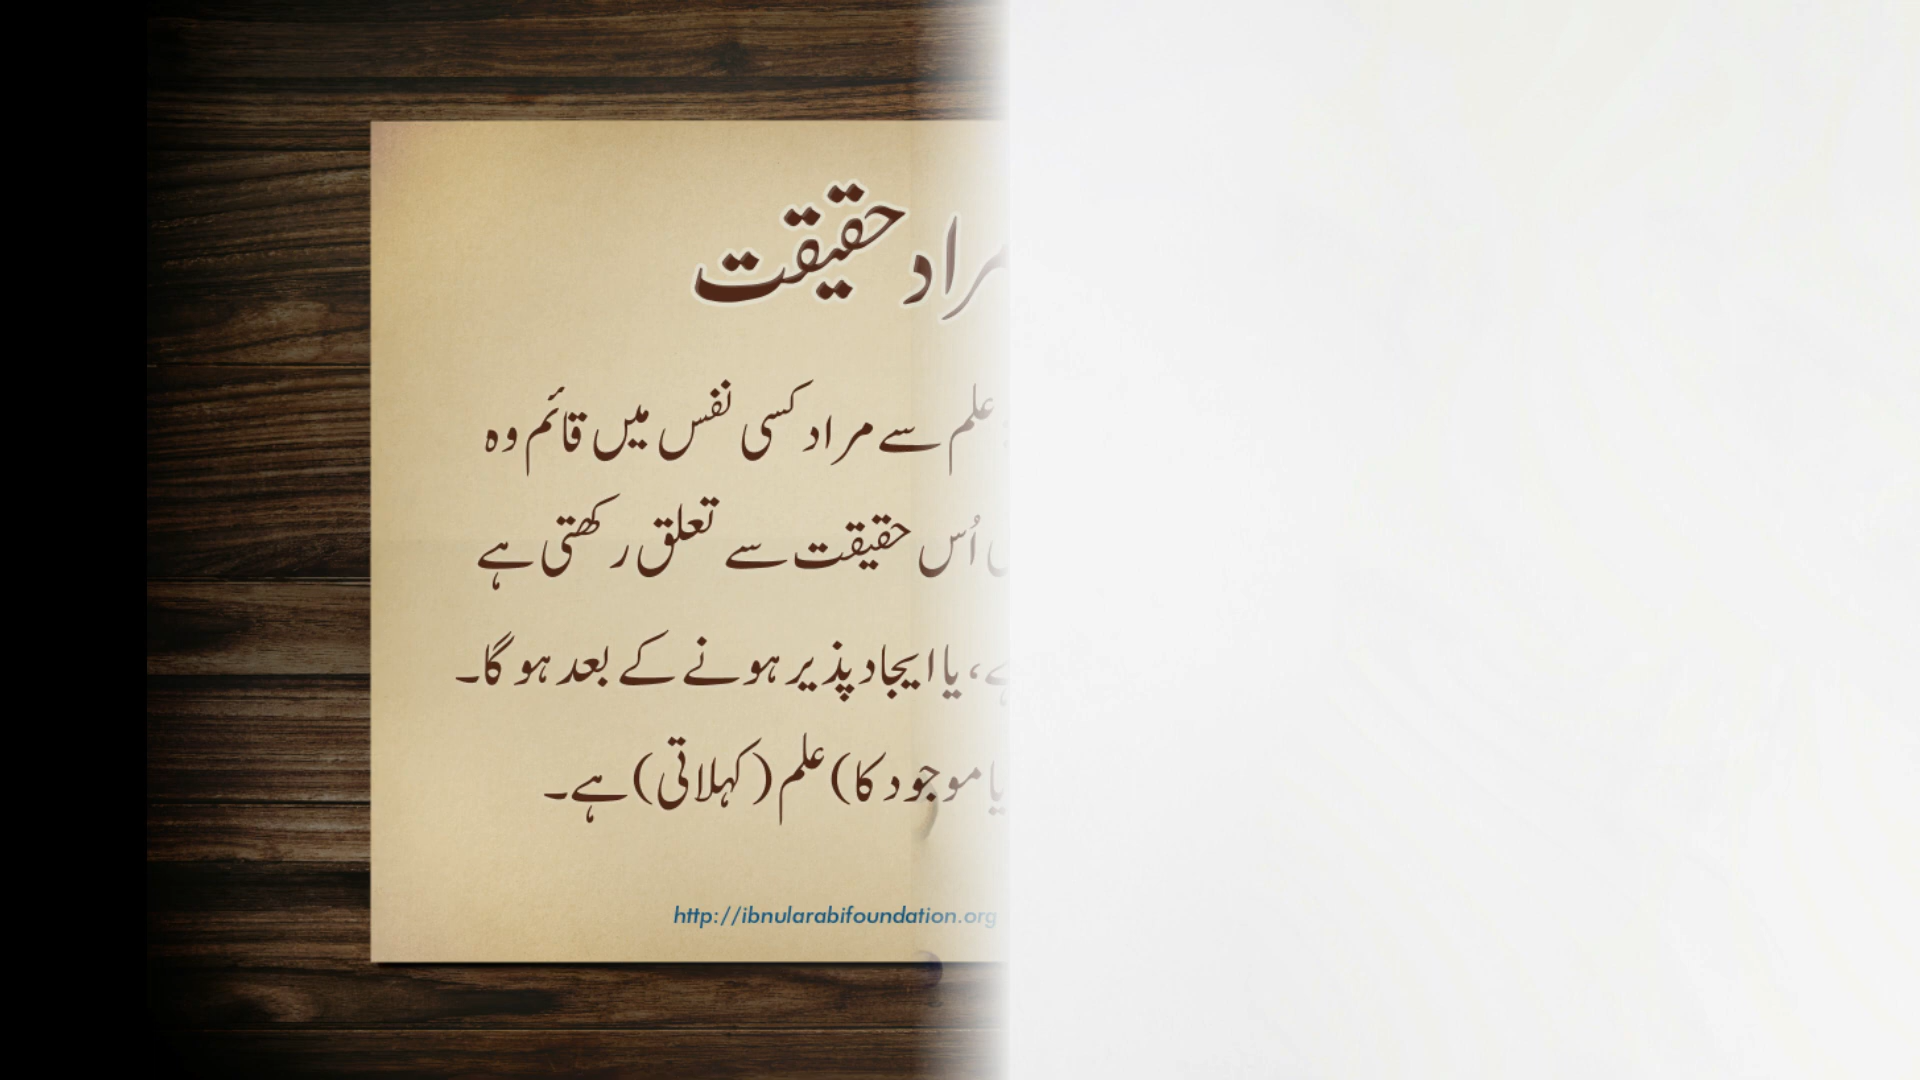 مراد حقیقت
علم سے مراد کسی نفس میں قائم وہ
اُس حقیقت سے تعلق رکھتی ہے
، یا ایجاد پذیر ہونے کے بعد ہو گا۔
یا موجود کا) علم (کہلاتی) ہے۔
http://ibnularabifoundation.org